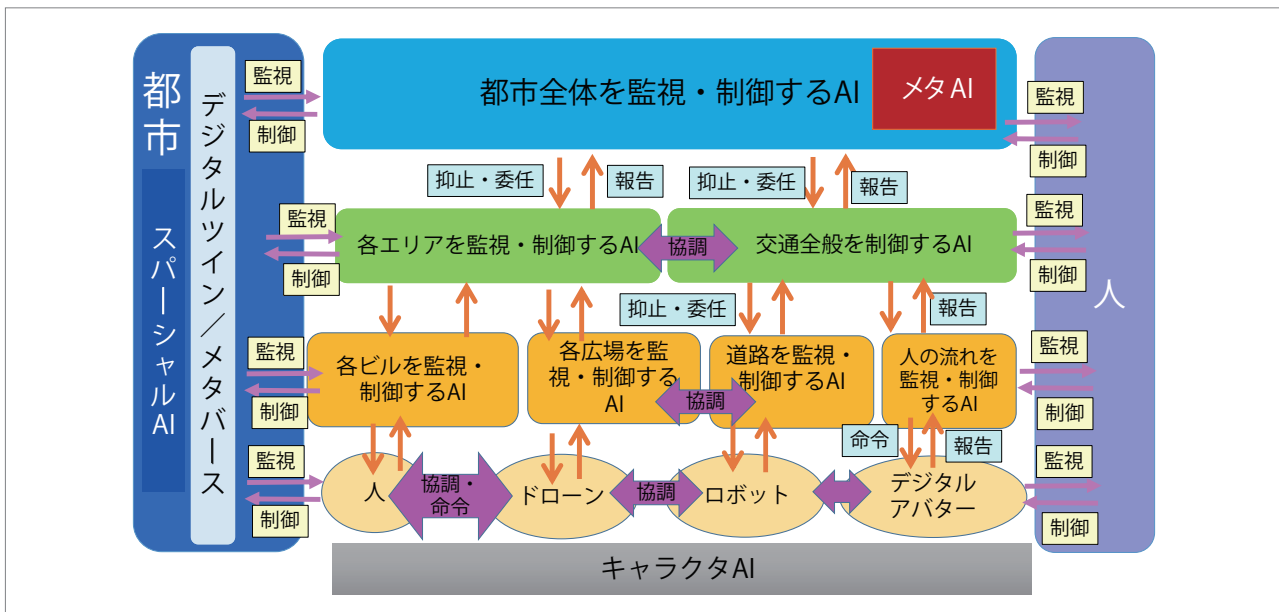 都市
スパーシャルAI
デジタルツイン／メタバース
監視
制御
都市全体を監視・制御するAI
メタAI
監視
制御
人
抑止・委任
報告
抑止・委任
報告
監視
制御
各エリアを監視・制御するAI
協調
交通全般を制御するAI
監視
制御
抑止・委任
報告
監視
制御
各ビルを監視・
制御するAI
各広場を監
視・制御する
AI
協調
道路を監視・
制御するAI
人の流れを
監視・制御
するAI
監視
制御
命令
報告
監視
制御
人
協調・
命令
ドローン
協調
ロボット
デジタル
アバター
監視
制御
キャラクタAI